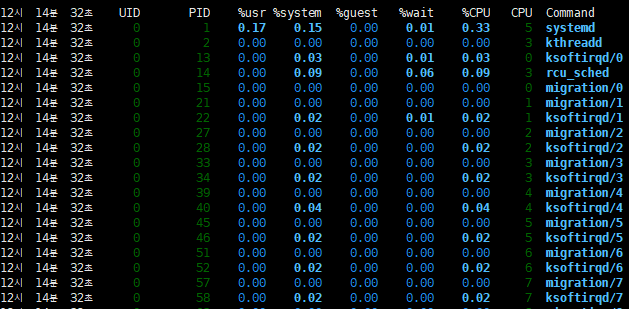 12시 14분 32초 UID PID %usr %system %guest %wait %CPU CPU Command
12시 14분 32초 0 1 0.17 0.15 0.00 0.01 0.33 5 systemd
12시 14분 32초 0 2 0.00 0.00 0.00 0.00 0.00 3 kthreadd
12시 14분 32초 0 13 0.00 0.03 0.00 0.01 0.03 0 ksoftirqd/0
12시 14분 32초 0 14 0.00 0.09 0.00 0.06 0.09 3 rcu_sched
12시 14분 32초 0 15 0.00 0.00 0.00 0.00 0.00 0 migration/0
12시 14분 32초 0 21 0.00 0.00 0.00 0.00 0.00 1 migration/1
12시 14분 32초 0 22 0.00 0.02 0.00 0.01 0.02 1 ksoftirqd/1
12시 14분 32초 0 27 0.00 0.00 0.00 0.00 0.00 2 migration/2
12시 14분 32초 0 28 0.00 0.02 0.00 0.00 0.02 2 ksoftirqd/2
12시 14분 32초 0 33 0.00 0.00 0.00 0.00 0.00 3 migration/3
12시 14분 32초 0 34 0.00 0.02 0.00 0.00 0.02 3 ksoftirqd/3
12시 14분 32초 0 39 0.00 0.00 0.00 0.00 0.00 4 migration/4
12시 14분 32초 0 40 0.00 0.04 0.00 0.00 0.04 4 ksoftirqd/4
12시 14분 32초 0 45 0.00 0.00 0.00 0.00 0.00 5 migration/5
12시 14분 32초 0 46 0.00 0.02 0.00 0.00 0.02 5 ksoftirqd/5
12시 14분 32초 0 51 0.00 0.00 0.00 0.00 0.00 6 migration/6
12시 14분 32초 0 52 0.00 0.02 0.00 0.00 0.02 6 ksoftirqd/6
12시 14분 32초 0 57 0.00 0.00 0.00 0.00 0.00 7 migration/7
12시 14분 32초 0 58 0.00 0.02 0.00 0.00 0.02 7 ksoftirqd/7